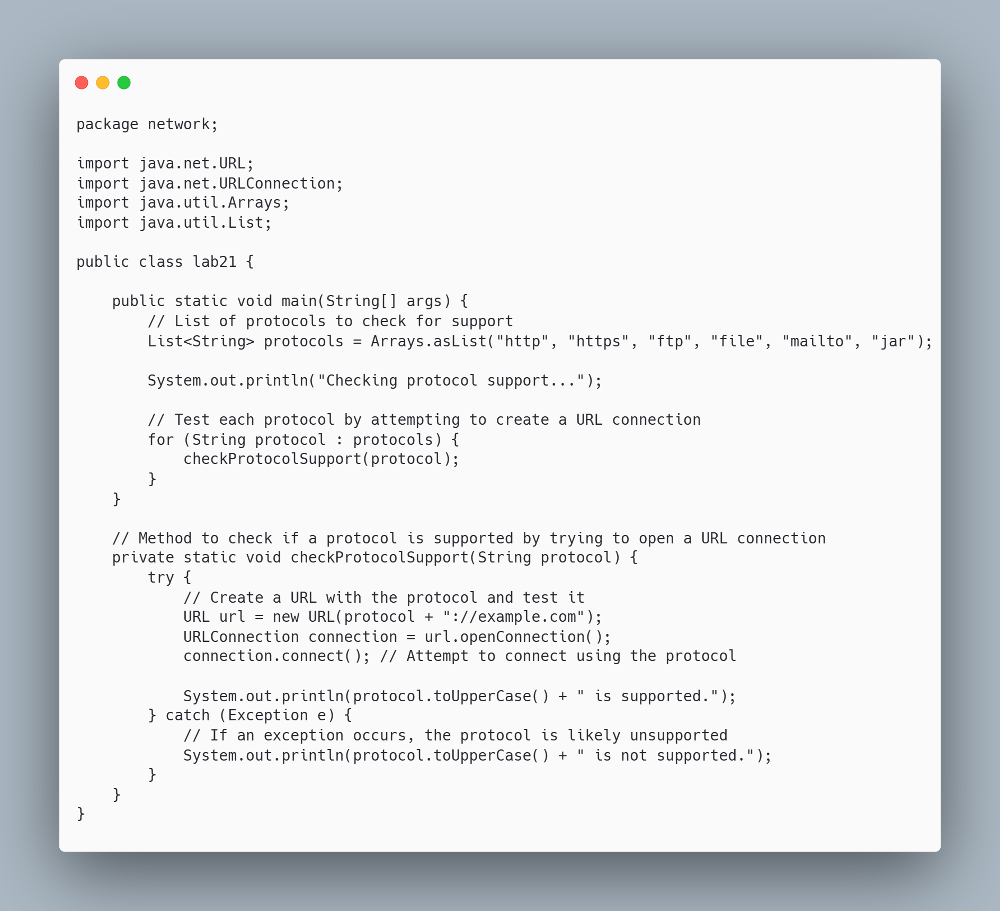 package network;

import java.net.URL;
import java.net.URLConnection;
import java.util.Arrays;
import java.util.List;

public class lab21 {

    public static void main(String[] args) {
        // List of protocols to check for support
        List<String> protocols = Arrays.asList("http", "https", "ftp", "file", "mailto", "jar");

        System.out.println("Checking protocol support...");

        // Test each protocol by attempting to create a URL connection
        for (String protocol : protocols) {
            checkProtocolSupport(protocol);
        }
    }

    // Method to check if a protocol is supported by trying to open a URL connection
    private static void checkProtocolSupport(String protocol) {
        try {
            // Create a URL with the protocol and test it
            URL url = new URL(protocol + "://example.com");
            URLConnection connection = url.openConnection();
            connection.connect(); // Attempt to connect using the protocol

            System.out.println(protocol.toUpperCase() + " is supported.");
        } catch (Exception e) {
            // If an exception occurs, the protocol is likely unsupported
            System.out.println(protocol.toUpperCase() + " is not supported.");
        }
    }
}